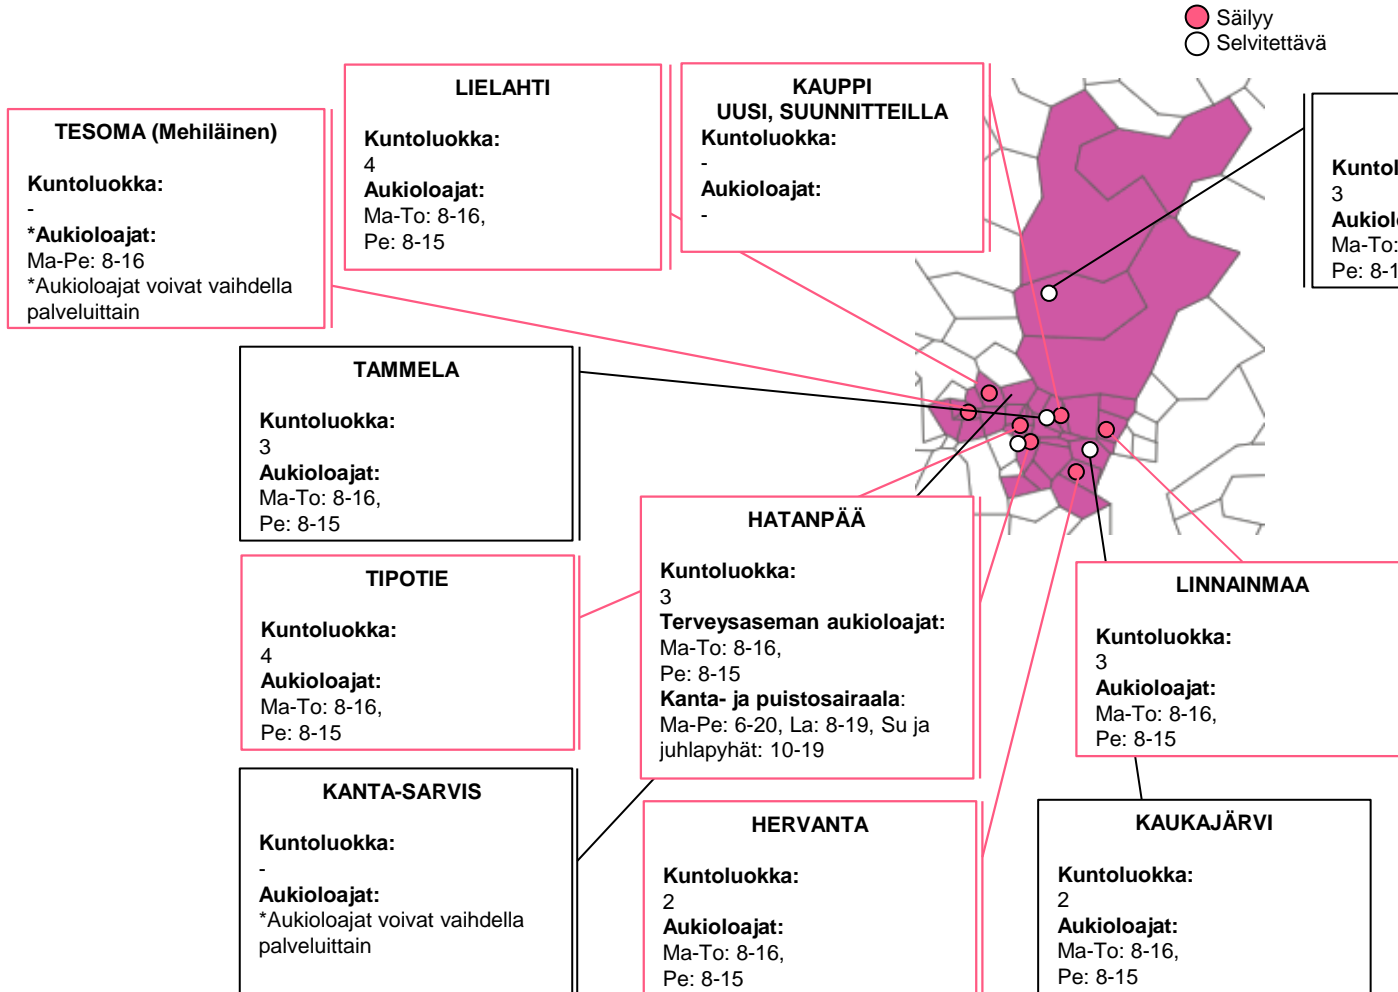 Säilyy
Selvitettävä
TESOMA (Mehiläinen)
Kuntoluokka:
-
*Aukioloajat:
Ma-Pe: 8-16
*Aukioloajat voivat vaihdella
palveluittain
LIELAHTI
Kuntoluokka:
4
Aukioloajat:
Ma-To: 8-16,
Pe: 8-15
KAUPPI
UUSI, SUUNNITTEILLA
Kuntoluokka:
-
Aukioloajat:
-
3
Ma-To:
TAMMELA
Kuntoluokka:
3
Aukioloajat:
Ma-To: 8-16,
Pe: 8-15
TIPOTIE
Kuntoluokka:
4
Aukioloajat:
Ma-To: 8-16,
Pe: 8-15
HATANPÄÄ
Kuntoluokka:
3
Terveysaseman aukioloajat:
Ma-To: 8-16,
Pe: 8-15
Kanta- ja puistosairaala:
Ma-Pe: 6-20, La: 8-19, Su ja
juhlapyhät: 10-19
LINNAINMAA
Kuntoluokka:
3
Aukioloajat:
Ma-To: 8-16,
Pe: 8-15
KANTA-SARVIS
Kuntoluokka:
-
Aukioloajat:
*Aukioloajat voivat vaihdella
palveluittain
HERVANTA
Kuntoluokka:
2
Aukioloajat:
Ma-To: 8-16,
Pe: 8-15
KAUKAJÄRVI
Kuntoluokka:
2
Aukioloajat:
Ma-To: 8-16,
Pe: 8-15